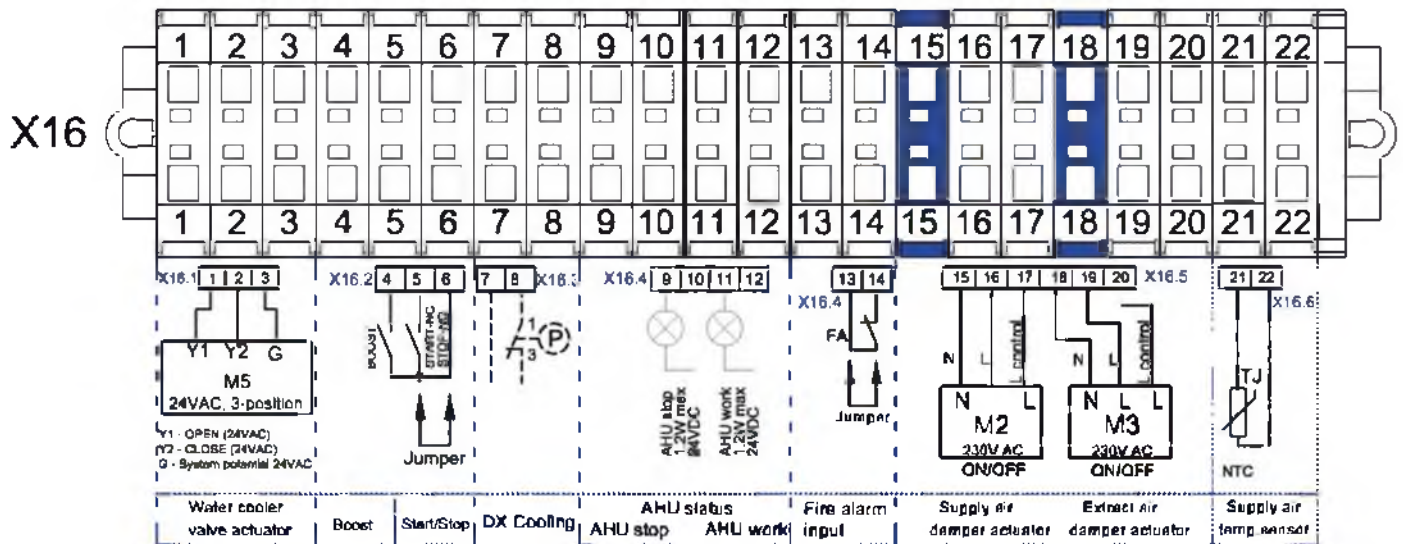 1 2 3 4 5 6 7 8 9 10 11 12 13 14 15 16 17 18 19 20 21 22
X16
1 2 3 4 5 6 7 8 9 10 11 12 13 14 15 16 17 18 19 20 21 22
X16.1 1 2 3
X16.2 4 5 6
7 8 X16.3
X16.4 9 10 11 12
13 14
X16.4
15 16 17 18 19 20 X16.5
21 22
X16.6
Y1 Y2 G
M5
24VAC, 3-position
Y1 - OPEN (24VAC)
Y2 - CLOSE (24VAC)
G - System potential 24VAC
BOOST
START-NC
STOP-NO
Jumper
1
3
P
AHU stop
1.2W max
24VDC
AHU work
1.2W max
24VDC
FA
Jumper
N L L control
N L
M2
230V AC
ON/OFF
N L L control
N L L
M3
230V AC
ON/OFF
TJ
NTC
Water cooler
valve actuator
Boost
Start/Stop
DX Cooling
AHU status
AHU stop AHU work
Fire alarm
input
Supply air
damper actuator
Extract air
damper actuator
Supply air
temp.sensor